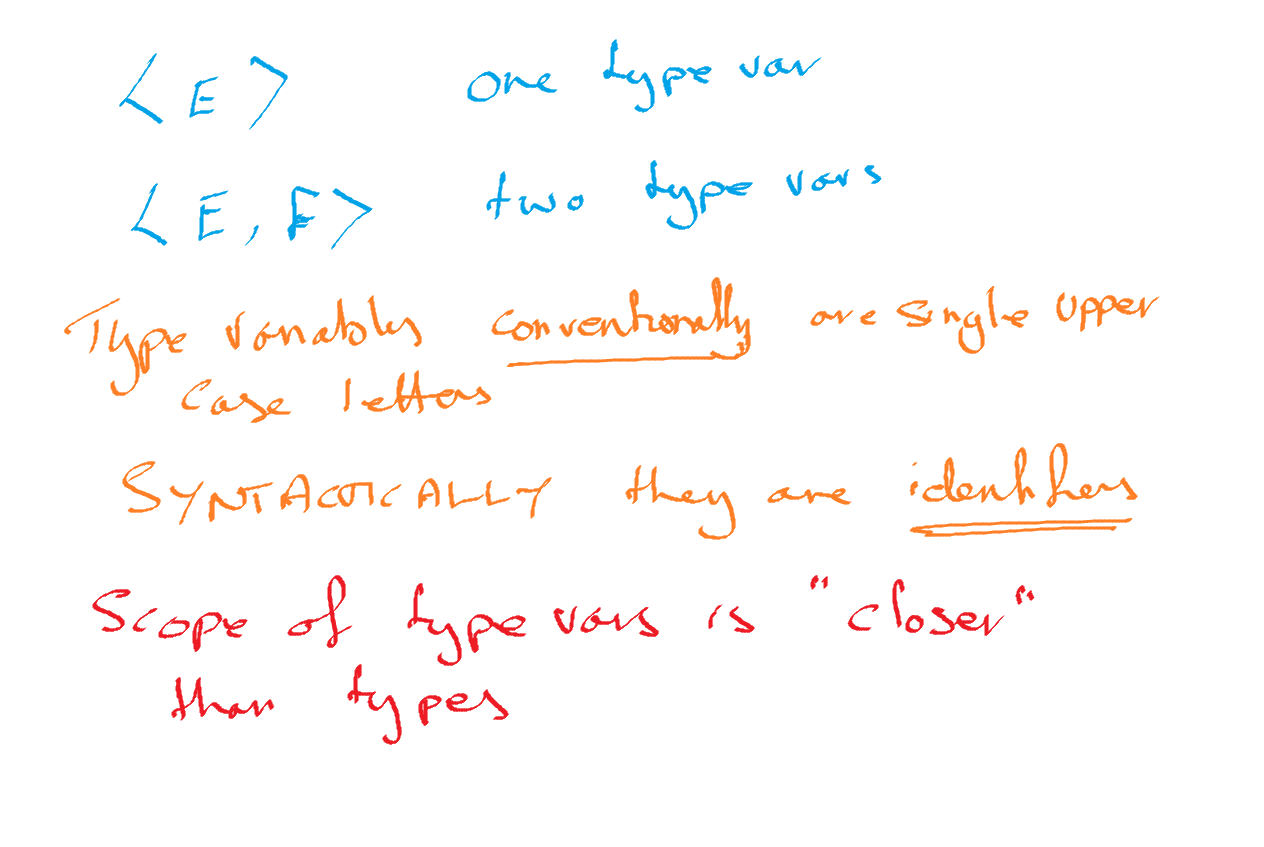 <E> one type var
<E, F> two type vars
Type variables conventionally are single upper
case letters
SYNTACTICALLY they are identifiers
Scope of type vars is "closer"
than types